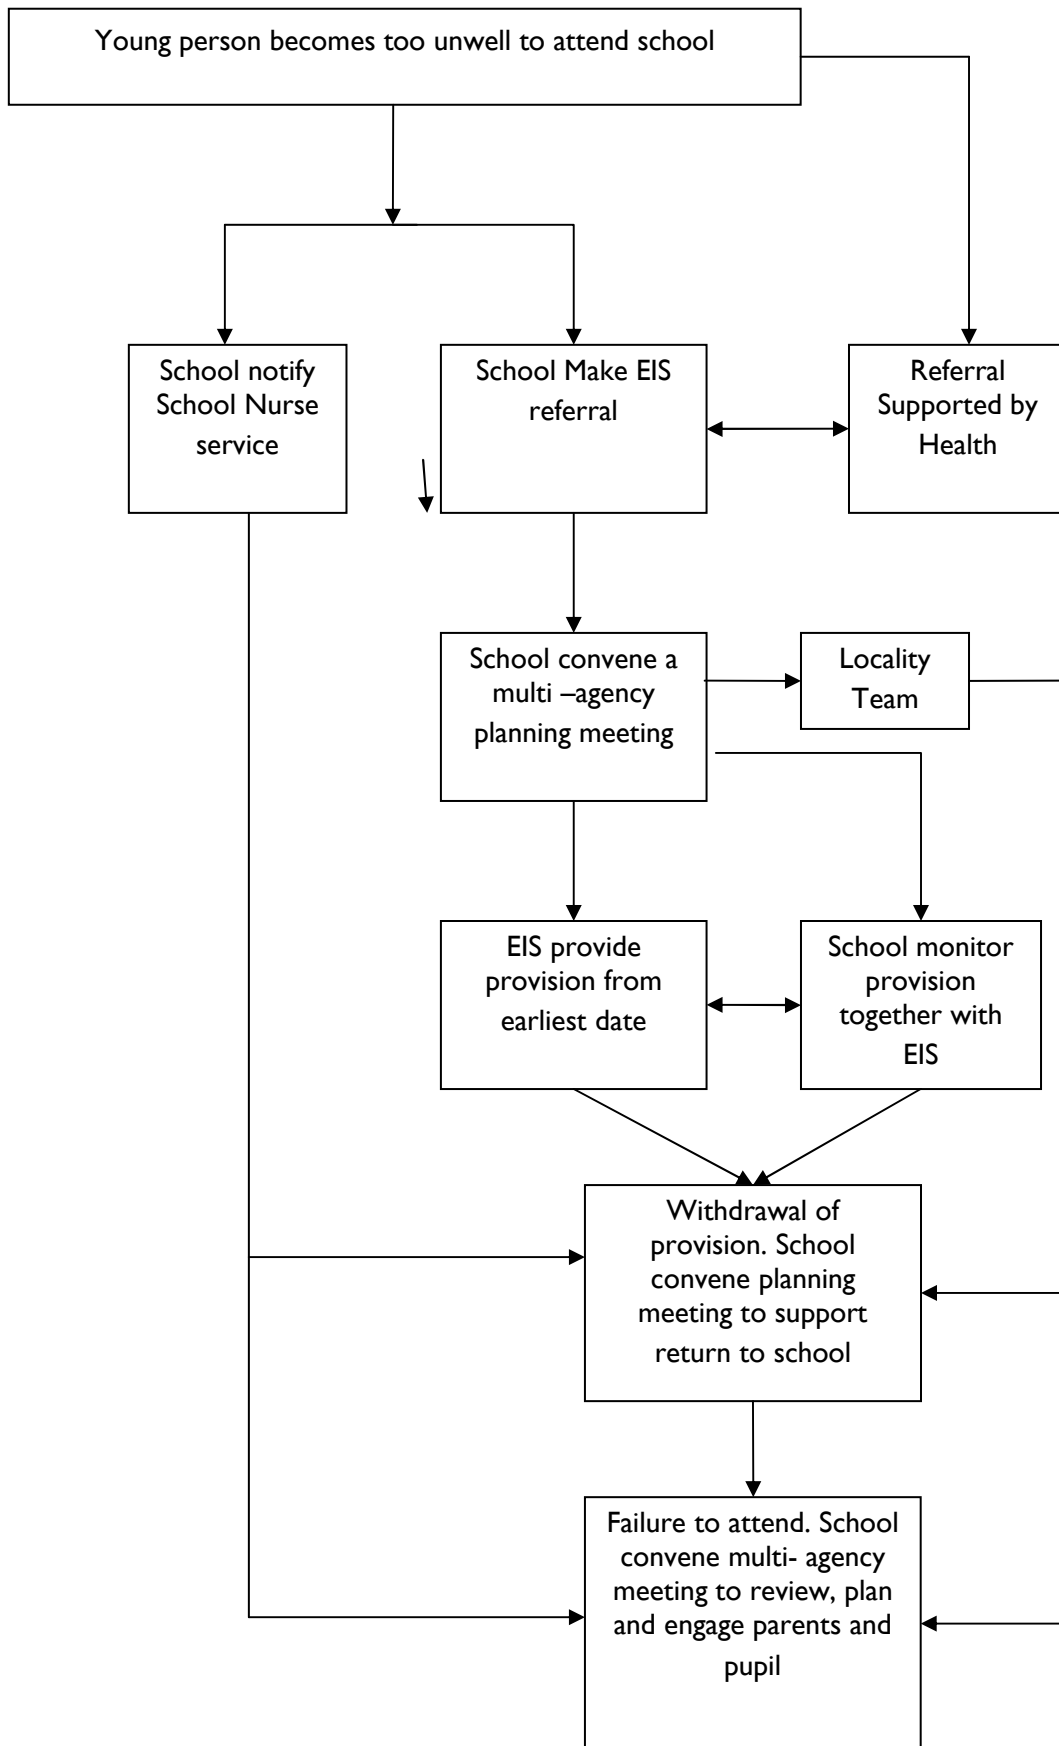 Young person becomes too unwell to attend school
School notify
School Nurse
service
School Make EIS
referral
Referral
Supported by
Health
School convene a
multi –agency
planning meeting
Locality
Team
EIS provide
provision from
earliest date
School monitor
provision
together with
EIS
Withdrawal of
provision. School
convene planning
meeting to support
return to school
Failure to attend. School
convene multi- agency
meeting to review, plan
and engage parents and
pupil